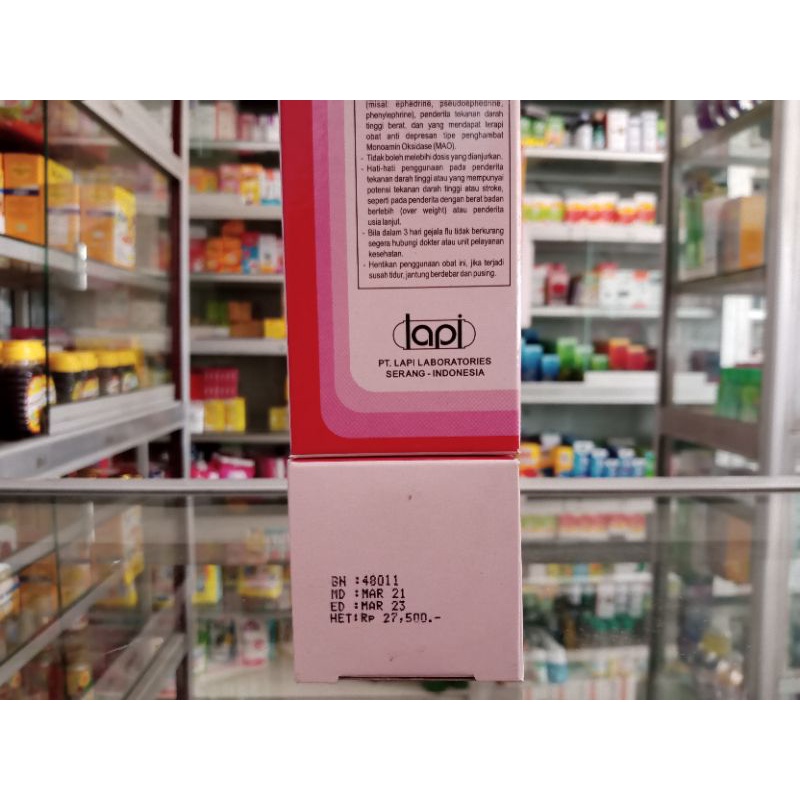 (misal ephedrine, pseudoephedrine,
phenylephrine), penderita tekanan darah
tinggi berat, dan yang mendapat terapi
obat anti depresan tipe penghambat
Monoamin Oksidase (MAO).
- Tidak boleh melebihi dosis yang dianjurkan.
- Hati-hati penggunaan pada penderita
tekanan darah tinggi atau yang mempunyai
potensi tekanan darah tinggi atau stroke,
seperti pada penderita dengan berat badan
berlebih (over weight) atau penderita
usia lanjut.
- Bila dalam 3 hari gejala flu tidak berkurang
segera hubungi dokter atau unit pelayanan
kesehatan.
- Hentikan penggunaan obat ini, jika terjadi
susah tidur, jantung berdebar dan pusing.
lapi
PT. LAPI LABORATORIES
SERANG - INDONESIA
BN :48011
MD :MAR 21
ED :MAR 23
HET:Rp 27,500.-